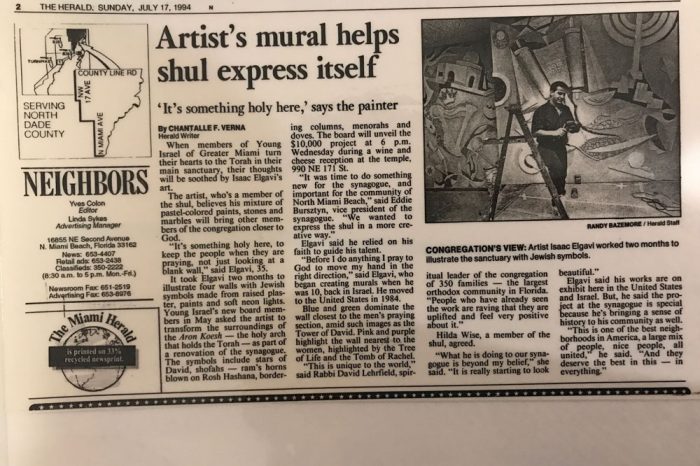 2 THE HERALD, SUNDAY, JULY 17, 1994 N
COUNTY LINE RD
NW
17 AVE
N MIAMI AVE
SERVING
NORTH
DADE
COUNTY
NEIGHBORS
Yves Colon
Editor
Linda Sykes
Advertising Manager
16855 NE Second Avenue
N. Miami Beach, Florida 33162
News: 653-4407
Retail ads: 653-2438
Classifieds: 350-2222
(8:30 a.m. to 5 p.m. Mon.-Fri.)
Newsroom Fax: 651-2519
Advertising Fax: 653-8976
The Miami Herald
is printed on 33%
recycled newsprint.
Artist's mural helps
shul express itself
'It's something holy here,' says the painter
By CHANTALLE F. VERNA
Herald Writer
When members of Young
Israel of Greater Miami turn
their hearts to the Torah in their
main sanctuary, their thoughts
will be soothed by Isaac Elgavi's
art.
The artist, who's a member of
the shul, believes his mixture of
pastel-colored paints, stones and
marbles will bring other mem-
bers of the congregation closer to
God.
"It's something holy here, to
keep the people when they are
praying, not just looking at a
blank wall," said Elgavi, 35.
It took Elgavi two months to
illustrate four walls with Jewish
symbols made from raised plas-
ter, paints and soft neon lights.
Young Israel's new board mem-
bers in May asked the artist to
transform the surroundings of
the Aron Koesh — the holy arch
that holds the Torah — as part of
a renovation of the synagogue.
The symbols include stars of
David, shofahs — ram's horns
blown on Rosh Hashana, border-
ing columns, menorahs and
doves. The board will unveil the
$10,000 project at 6 p.m.
Wednesday during a wine and
cheese reception at the temple,
990 NE 171 St.
"It was time to do something
new for the synagogue, and
important for the community of
North Miami Beach," said Eddie
Bursztyn, vice president of the
synagogue. "We wanted to
express the shul in a more cre-
ative way."
Elgavi said he relied on his
faith to guide his talent.
"Before I do anything I pray to
God to move my hand in the
right direction," said Elgavi, who
began creating murals when he
was 10, back in Israel. He moved
to the United States in 1984.
Blue and green dominate the
wall closest to the men's praying
section, amid such images as the
Tower of David. Pink and purple
highlight the wall nearest to the
women, highlighted by the Tree
of Life and the Tomb of Rachel.
"This is unique to the world,"
said Rabbi David Lehrfield, spir-
RANDY BAZEMORE / Herald Staff
CONGREGATION'S VIEW: Artist Isaac Elgavi worked two months to
illustrate the sanctuary with Jewish symbols.
itual leader of the congregation
of 350 families — the largest
orthodox community in Florida.
"People who have already seen
the work are raving that they are
uplifted and feel very positive
about it."
Hilda Wise, a member of the
shul, agreed.
"What he is doing to our syna-
gogue is beyond my belief," she
said. "It is really starting to look
beautiful."
Elgavi said his works are on
exhibit here in the United States
and Israel. But, he said the pro-
ject at the synagogue is special
because he's bringing a sense of
history to his community as well.
"This is one of the best neigh-
borhoods in America, a large mix
of people, nice people, all
united," he said. "And they
deserve the best in this — in
everything."